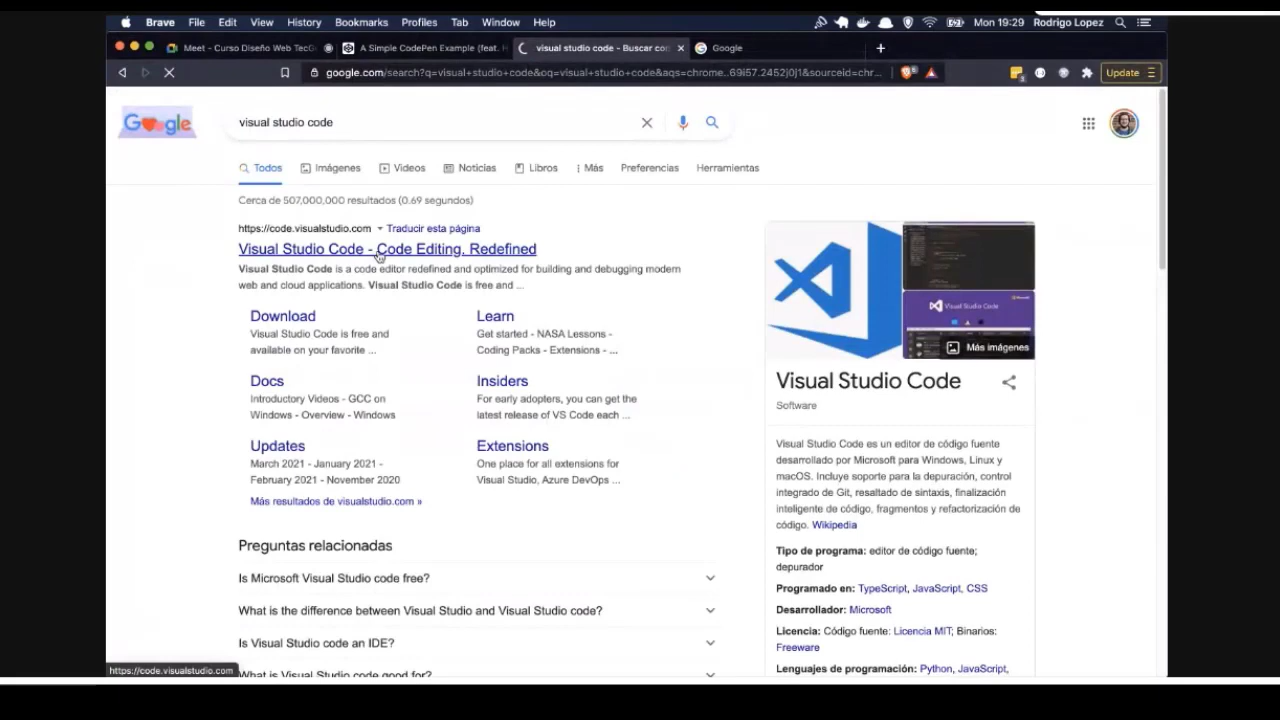 Brave File Edit View History Bookmarks Profiles Tab Window Help Mon 19:29 Rodrigo Lopez
Meet - Curso Diseño Web TecG
A Simple CodePen Example (feat.
visual studio code - Buscar co
Google
google.com/search?q=visual+studio+code&oq=visual+studio+code&aqs=chrome..69i57.2452j0j1&sourceid=chr...
Update
Google
visual studio code
Todos Imágenes Videos Noticias Libros Más Preferencias Herramientas
Cerca de 507,000,000 resultados (0.69 segundos)
https://code.visualstudio.com Traducir esta página
Visual Studio Code - Code Editing. Redefined
Visual Studio Code is a code editor redefined and optimized for building and debugging modern
web and cloud applications. Visual Studio Code is free and ...
Download
Visual Studio Code is free and
available on your favorite ...
Learn
Get started - NASA Lessons -
Coding Packs - Extensions - ...
Docs
Introductory Videos - GCC on
Windows - Overview - Windows
Insiders
For early adopters, you can get the
latest release of VS Code each ...
Updates
March 2021 - January 2021 -
February 2021 - November 2020
Extensions
One place for all extensions for
Visual Studio, Azure DevOps ...
Más resultados de visualstudio.com »
Preguntas relacionadas
Is Microsoft Visual Studio code free?
What is the difference between Visual Studio and Visual Studio code?
Is Visual Studio code an IDE?
What is Visual Studio code good for?
https://code.visualstudio.com
Visual Studio Code
Más imágenes
Visual Studio Code
Software
Visual Studio Code es un editor de código fuente
desarrollado por Microsoft para Windows, Linux y
macOS. Incluye soporte para la depuración, control
integrado de Git, resaltado de sintaxis, finalización
inteligente de código, fragmentos y refactorización de
código. Wikipedia
Tipo de programa: editor de código fuente;
depurador
Programado en: TypeScript, JavaScript, CSS
Desarrollador: Microsoft
Licencia: Código fuente: Licencia MIT; Binarios:
Freeware
Lenguajes de programación: Python, JavaScript,